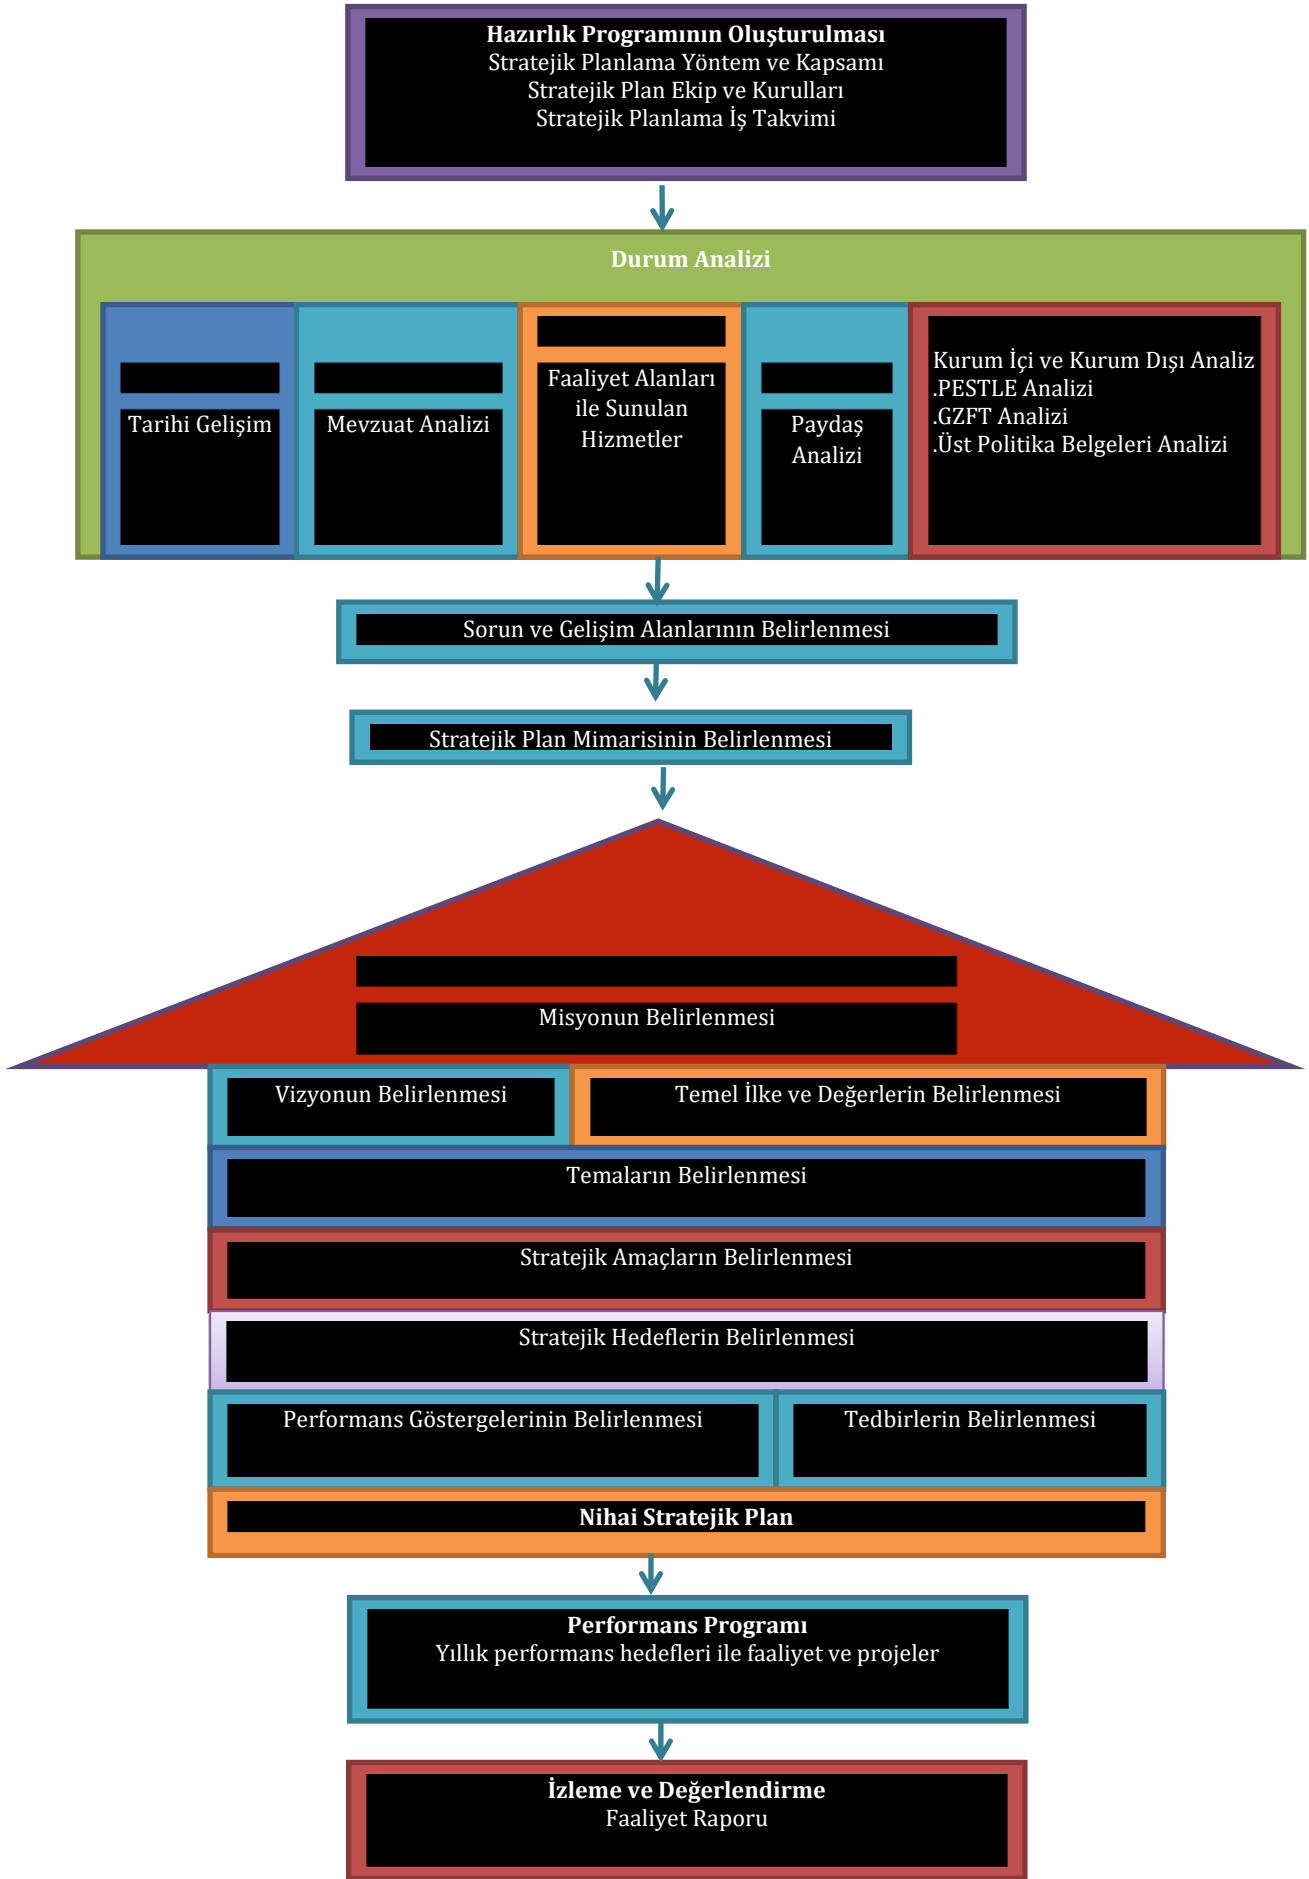 Hazırlık Programının Oluşturulması
Stratejik Planlama Yöntem ve Kapsamı
Stratejik Plan Ekip ve Kurulları
Stratejik Planlama İş Takvimi
Durum Analizi
Tarihi Gelişim
Mevzuat Analizi
Faaliyet Alanları
ile Sunulan
Hizmetler
Paydaş
Analizi
Kurum İçi ve Kurum Dışı Analiz
.PESTLE Analizi
.GZFT Analizi
.Üst Politika Belgeleri Analizi
Sorun ve Gelişim Alanlarının Belirlenmesi
Stratejik Plan Mimarisinin Belirlenmesi
Misyonun Belirlenmesi
Vizyonun Belirlenmesi
Temel İlke ve Değerlerin Belirlenmesi
Temaların Belirlenmesi
Stratejik Amaçların Belirlenmesi
Stratejik Hedeflerin Belirlenmesi
Performans Göstergelerinin Belirlenmesi
Tedbirlerin Belirlenmesi
Nihai Stratejik Plan
Performans Programı
Yıllık performans hedefleri ile faaliyet ve projeler
İzleme ve Değerlendirme
Faaliyet Raporu